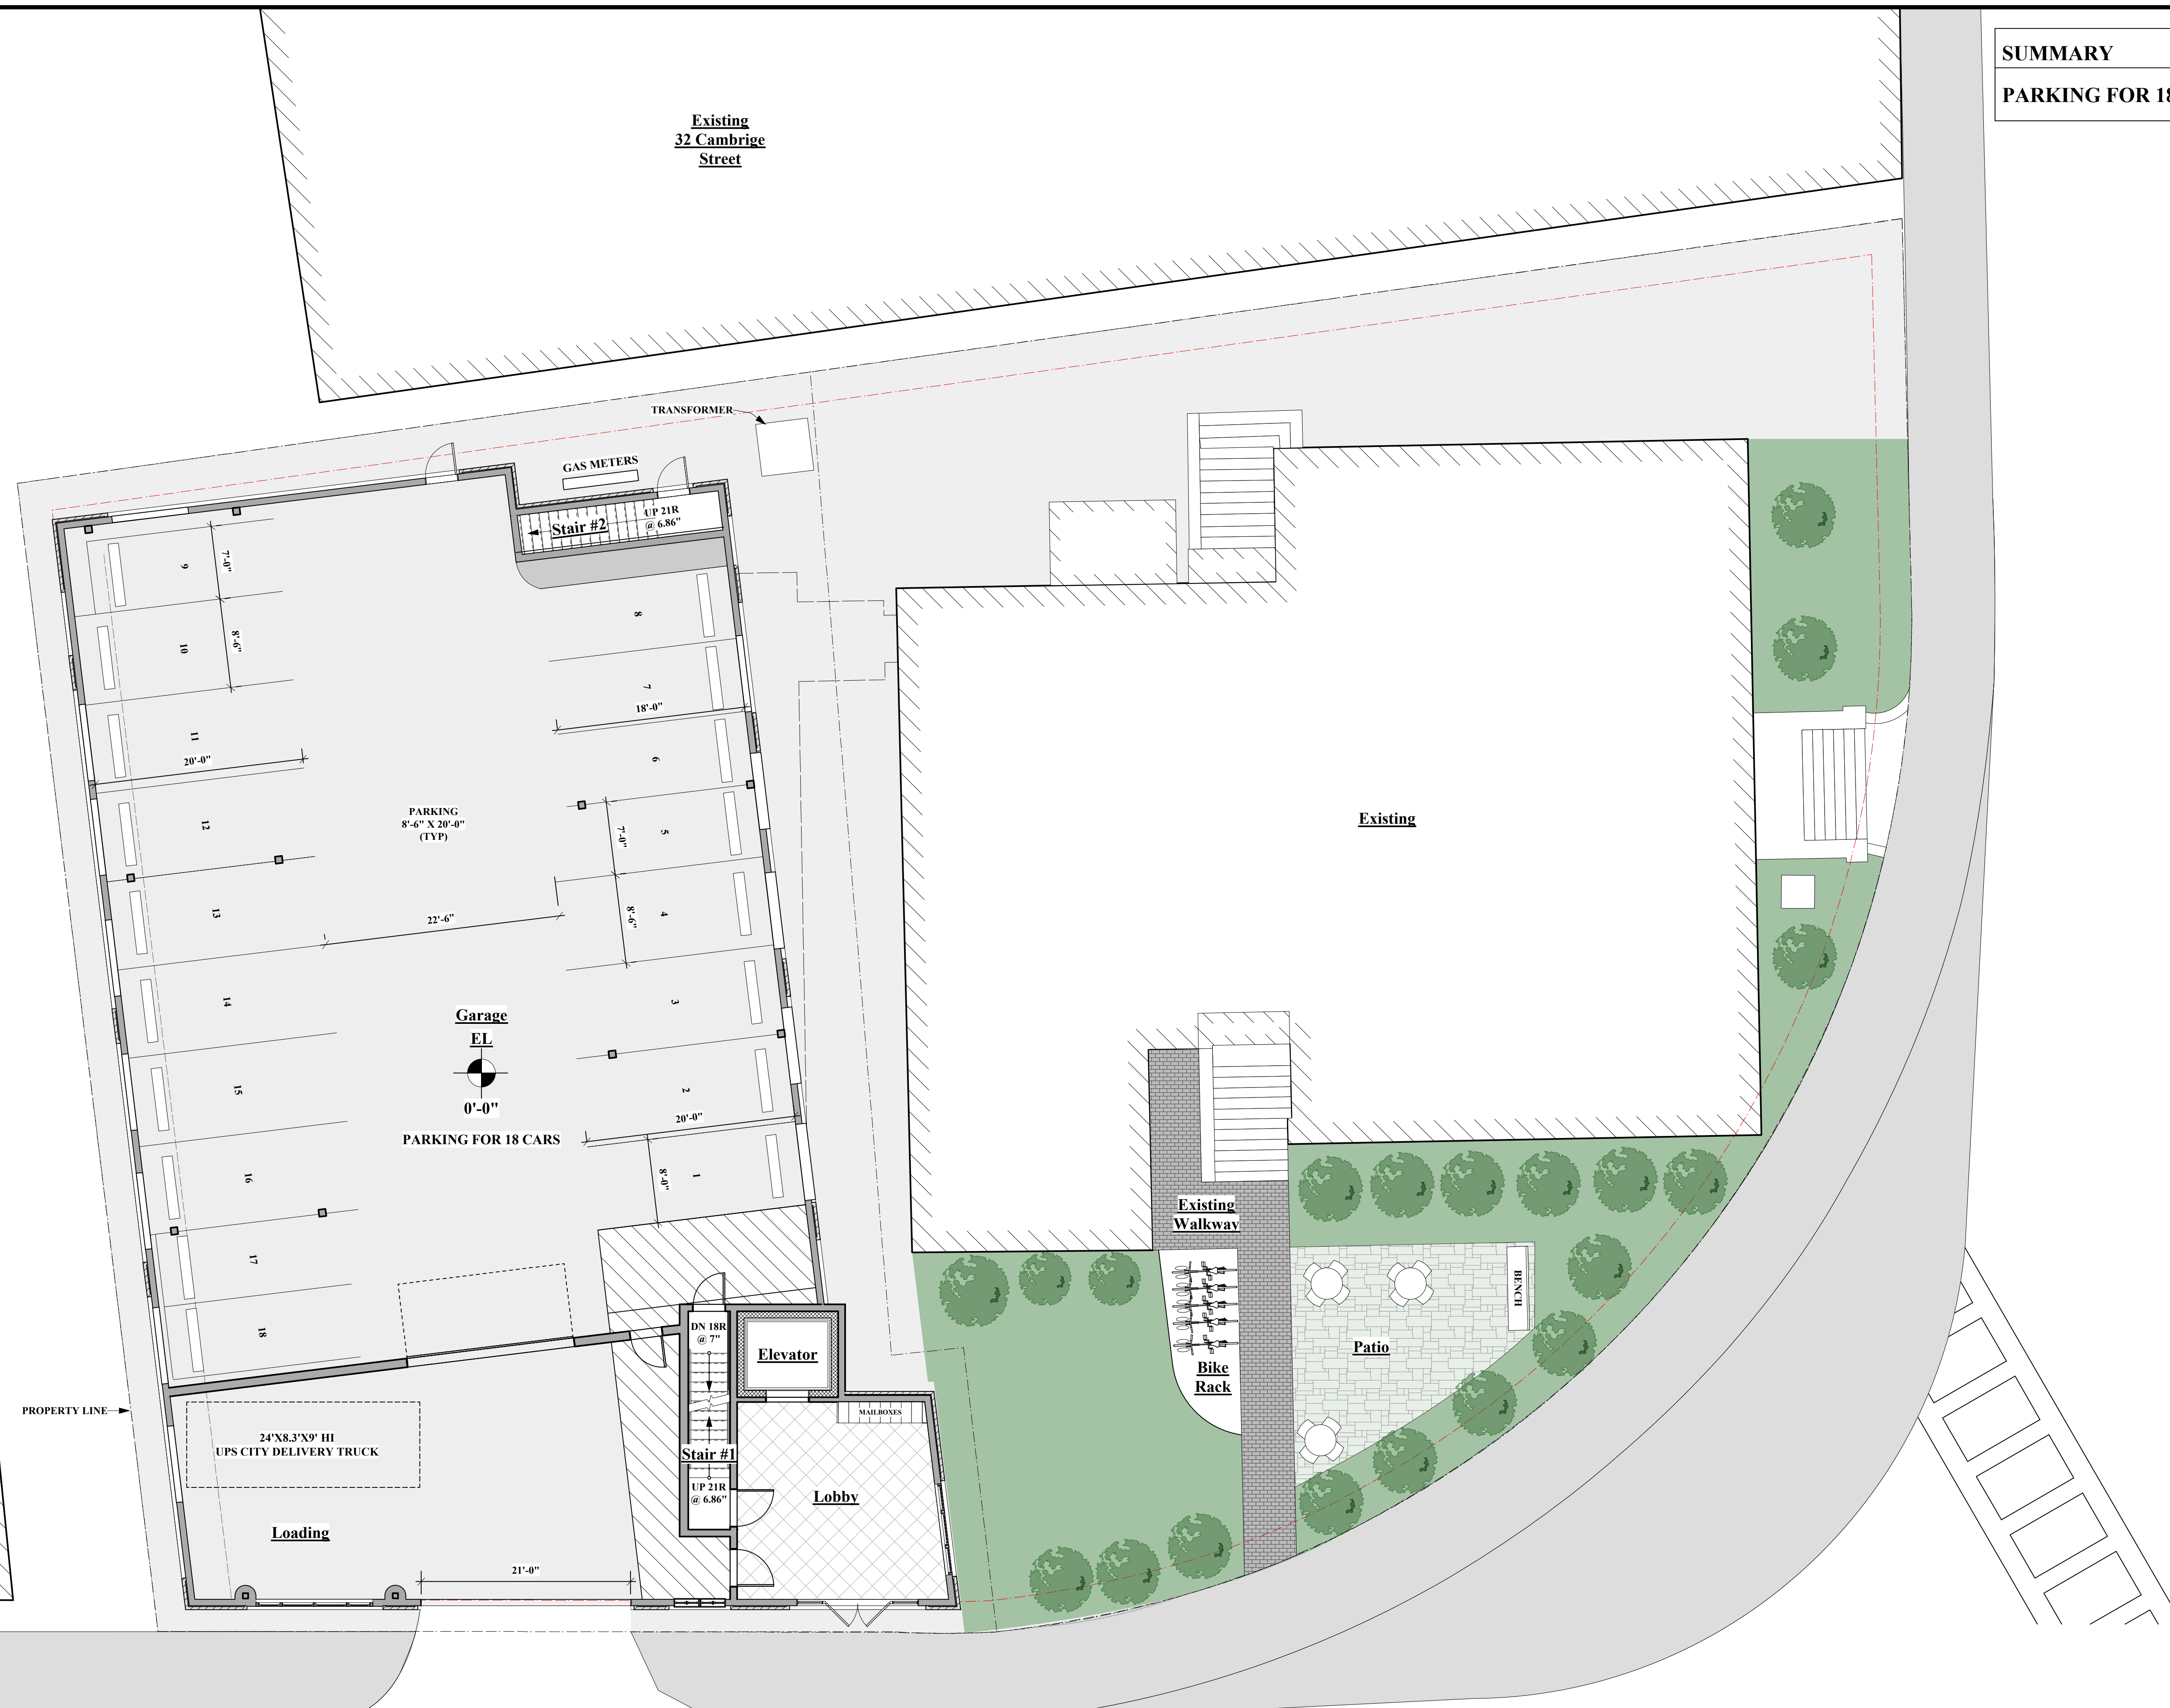 SUMMARY
PARKING FOR 18
Existing
32 Cambrige
Street
TRANSFORMER
GAS METERS
Stair #2
UP 21R
@ 6.86"
9
7'-0"
10
8'-6"
11
20'-0"
12
13
14
15
16
17
18
8
7
18'-0"
6
5
7'-0"
4
8'-6"
3
2
20'-0"
1
8'-0"
PARKING
8'-6" X 20'-0"
(TYP)
22'-6"
Garage
EL
0'-0"
PARKING FOR 18 CARS
Existing
Existing
Walkway
BENCH
Patio
Bike
Rack
DN 18R
@ 7"
Elevator
MAILBOXES
Stair #1
UP 21R
@ 6.86"
Lobby
PROPERTY LINE
24'X8.3'X9' HI
UPS CITY DELIVERY TRUCK
Loading
21'-0"